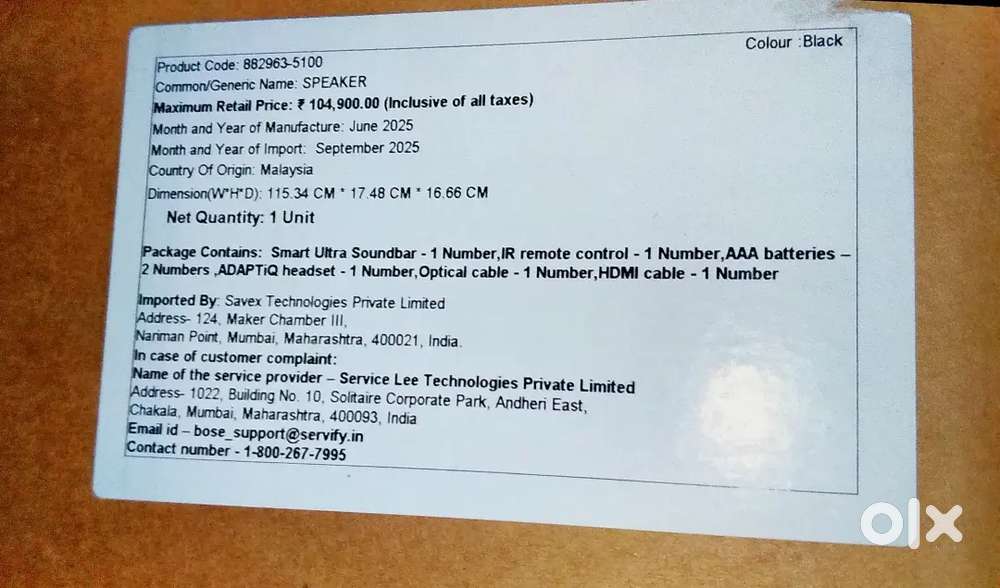 Colour :Black
Product Code: 882963-5100
Common/Generic Name: SPEAKER
Maximum Retail Price: ₹ 104,900.00 (Inclusive of all taxes)
Month and Year of Manufacture: June 2025
Month and Year of Import: September 2025
Country Of Origin: Malaysia
Dimension(W*H*D): 115.34 CM * 17.48 CM * 16.66 CM
Net Quantity: 1 Unit
Package Contains: Smart Ultra Soundbar - 1 Number,IR remote control - 1 Number,AAA batteries –
2 Numbers ,ADAPTiQ headset - 1 Number,Optical cable - 1 Number,HDMI cable - 1 Number
Imported By: Savex Technologies Private Limited
Address- 124, Maker Chamber III,
Nariman Point, Mumbai, Maharashtra, 400021, India.
In case of customer complaint:
Name of the service provider – Service Lee Technologies Private Limited
Address- 1022, Building No. 10, Solitaire Corporate Park, Andheri East,
Chakala, Mumbai, Maharashtra, 400093, India
Email id – bose_support@servify.in
Contact number - 1-800-267-7995
olx